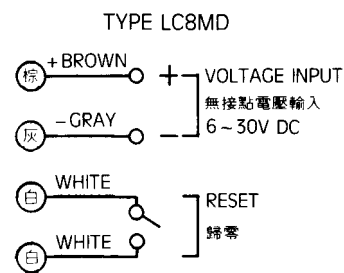 TYPE LC8MD
棕 +BROWN + VOLTAGE INPUT
無接點電壓輸入
灰 −GRAY − 6~30V DC
白 WHITE RESET
歸零
白 WHITE